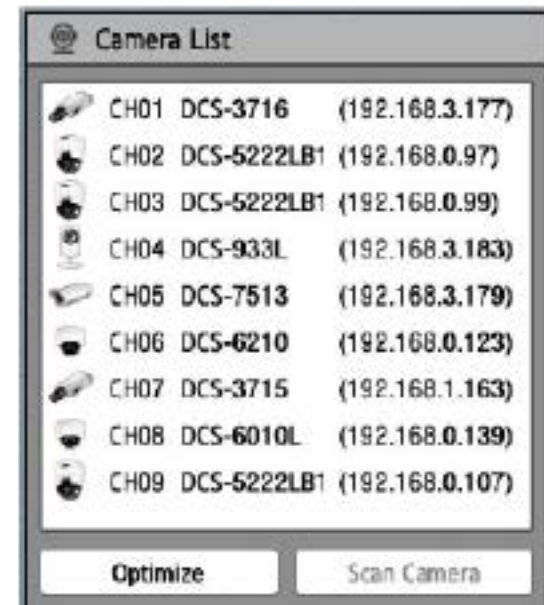 Camera List
CH01 DCS-3716 (192.168.3.177)
CH02 DCS-5222LB1 (192.168.0.97)
CH03 DCS-5222LB1 (192.168.0.99)
CH04 DCS-933L (192.168.3.183)
CH05 DCS-7513 (192.168.3.179)
CH06 DCS-6210 (192.168.0.123)
CH07 DCS-3715 (192.168.1.163)
CH08 DCS-6010L (192.168.0.139)
CH09 DCS-5222LB1 (192.168.0.107)
Optimize Scan Camera